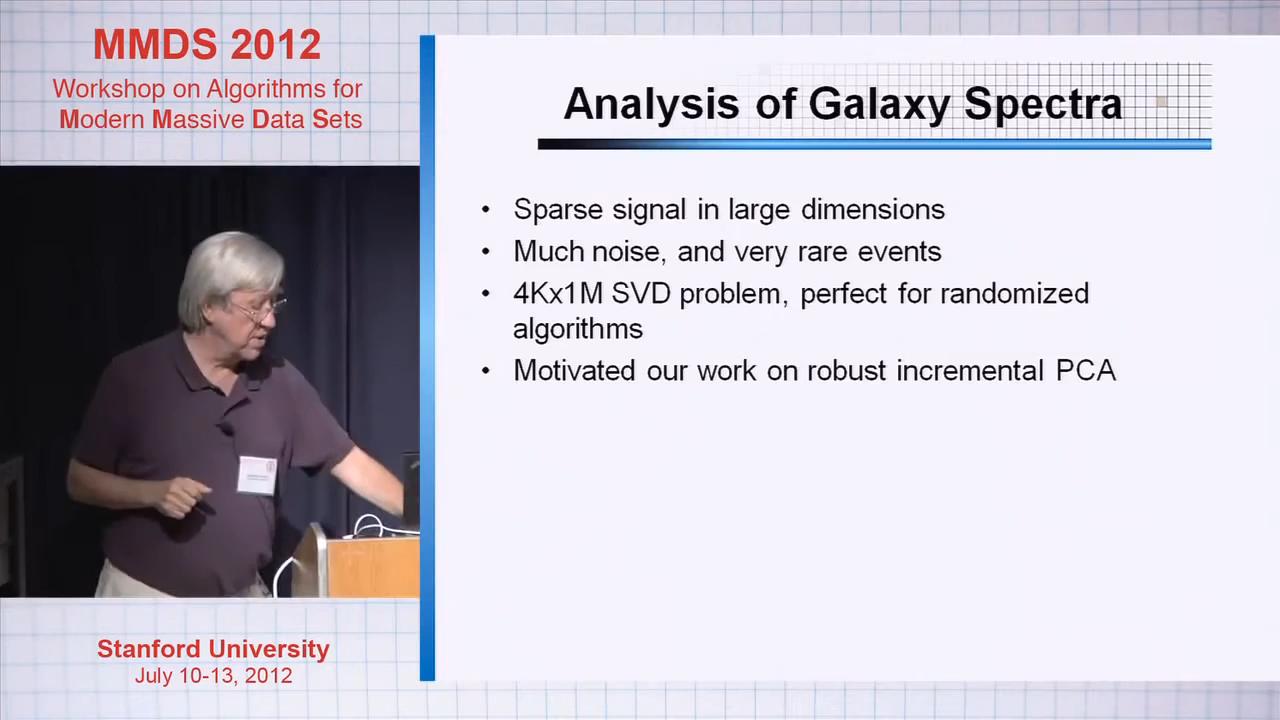 MMDS 2012
Workshop on Algorithms for
Modern Massive Data Sets
Analysis of Galaxy Spectra
• Sparse signal in large dimensions
• Much noise, and very rare events
• 4Kx1M SVD problem, perfect for randomized
algorithms
• Motivated our work on robust incremental PCA
Stanford University
July 10-13, 2012